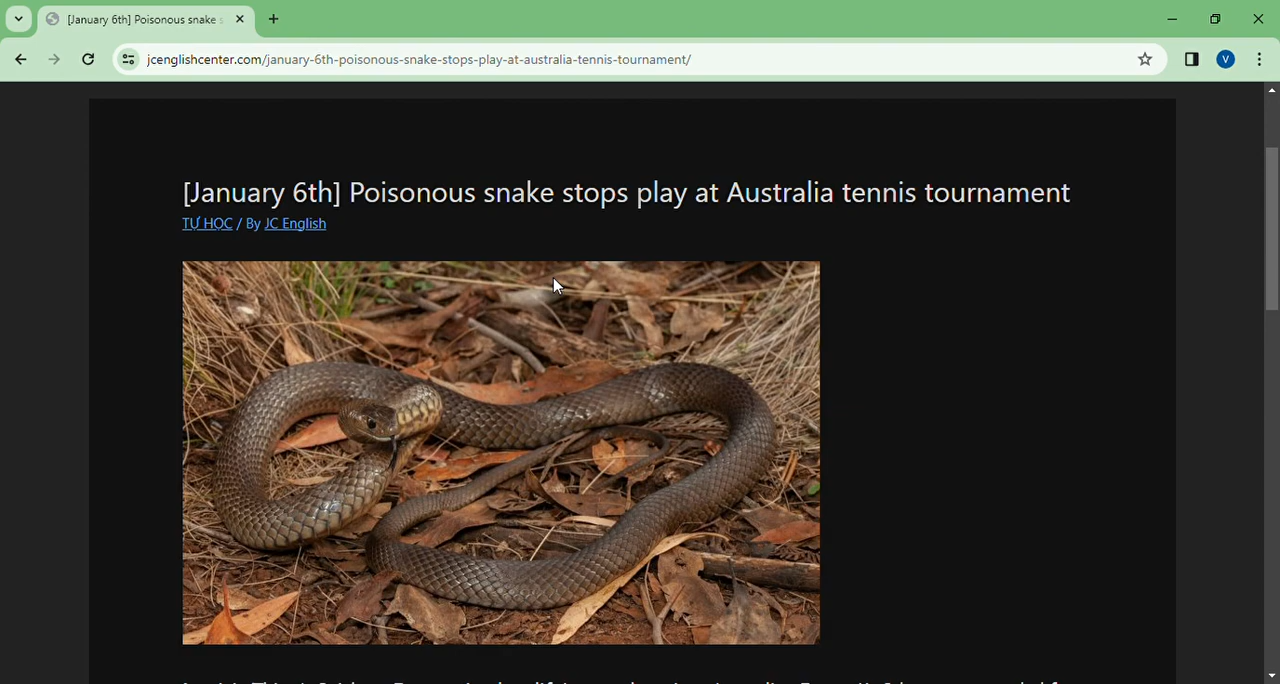 [January 6th] Poisonous snake
jcenglishcenter.com/january-6th-poisonous-snake-stops-play-at-australia-tennis-tournament/
V
[January 6th] Poisonous snake stops play at Australia tennis tournament
TỰ HỌC / By JC English